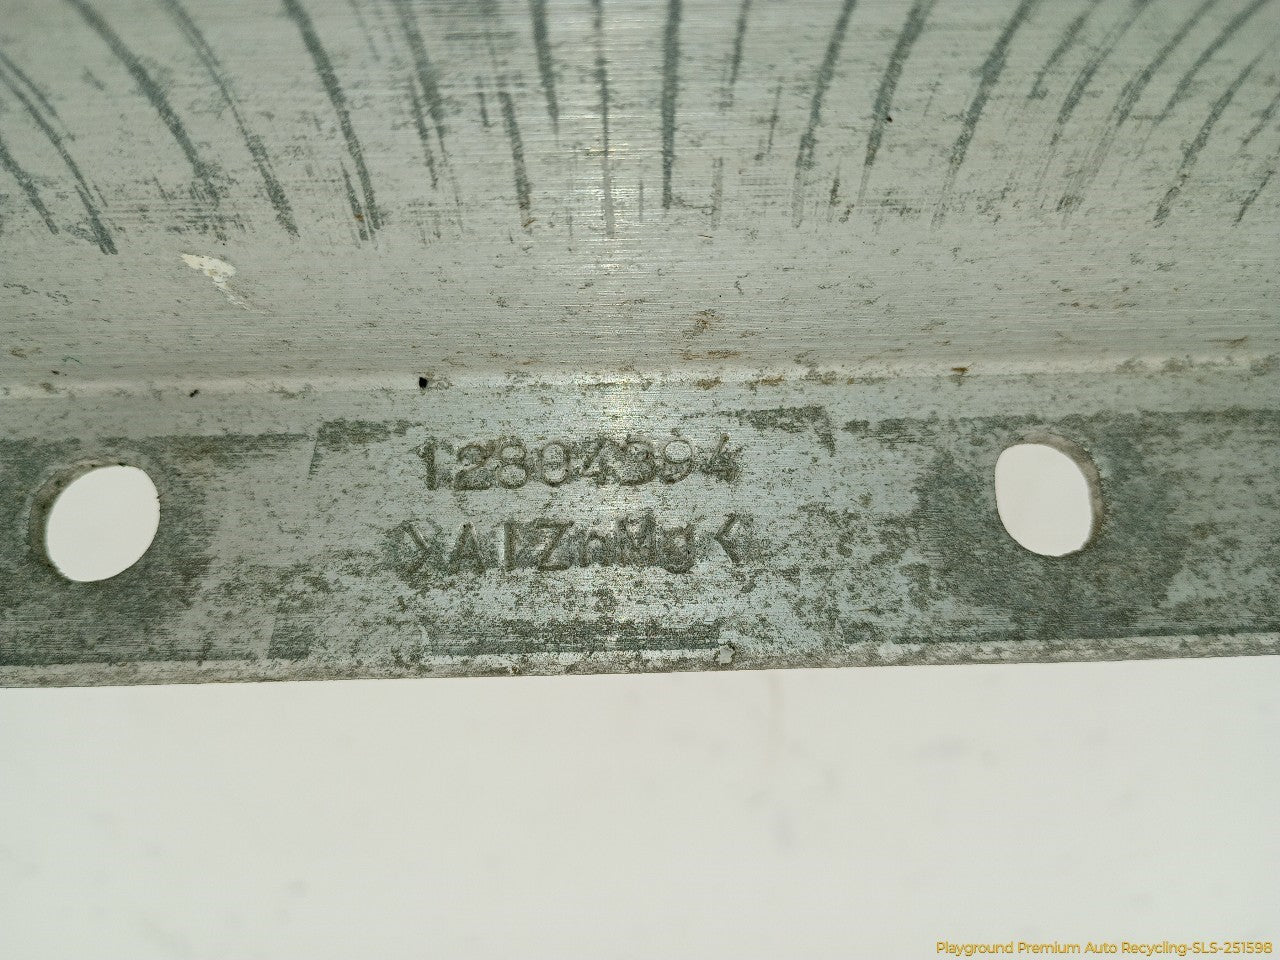 12804394
>AlZnMg<
Playground Premium Auto Recycling-SLS-251598